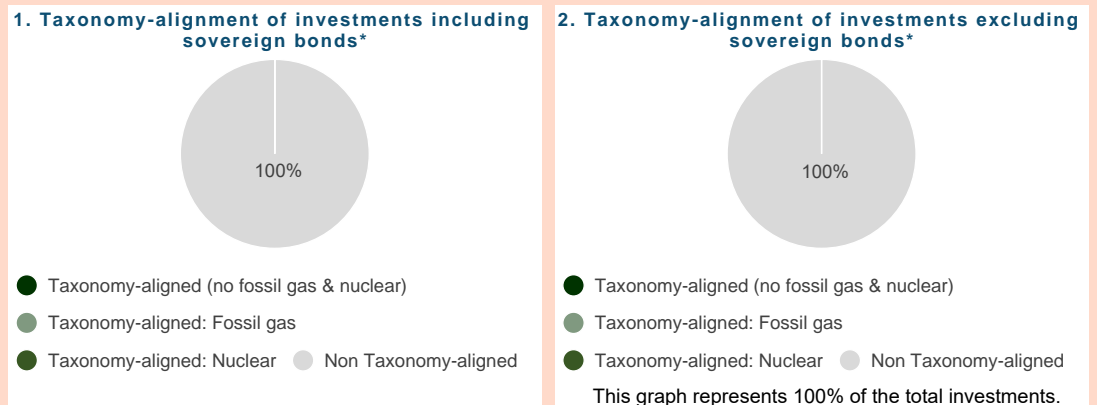 1. Taxonomy-alignment of investments including
sovereign bonds*
100%
Taxonomy-aligned (no fossil gas & nuclear)
Taxonomy-aligned: Fossil gas
Taxonomy-aligned: Nuclear Non Taxonomy-aligned
2. Taxonomy-alignment of investments excluding
sovereign bonds*
100%
Taxonomy-aligned (no fossil gas & nuclear)
Taxonomy-aligned: Fossil gas
Taxonomy-aligned: Nuclear Non Taxonomy-aligned
This graph represents 100% of the total investments.